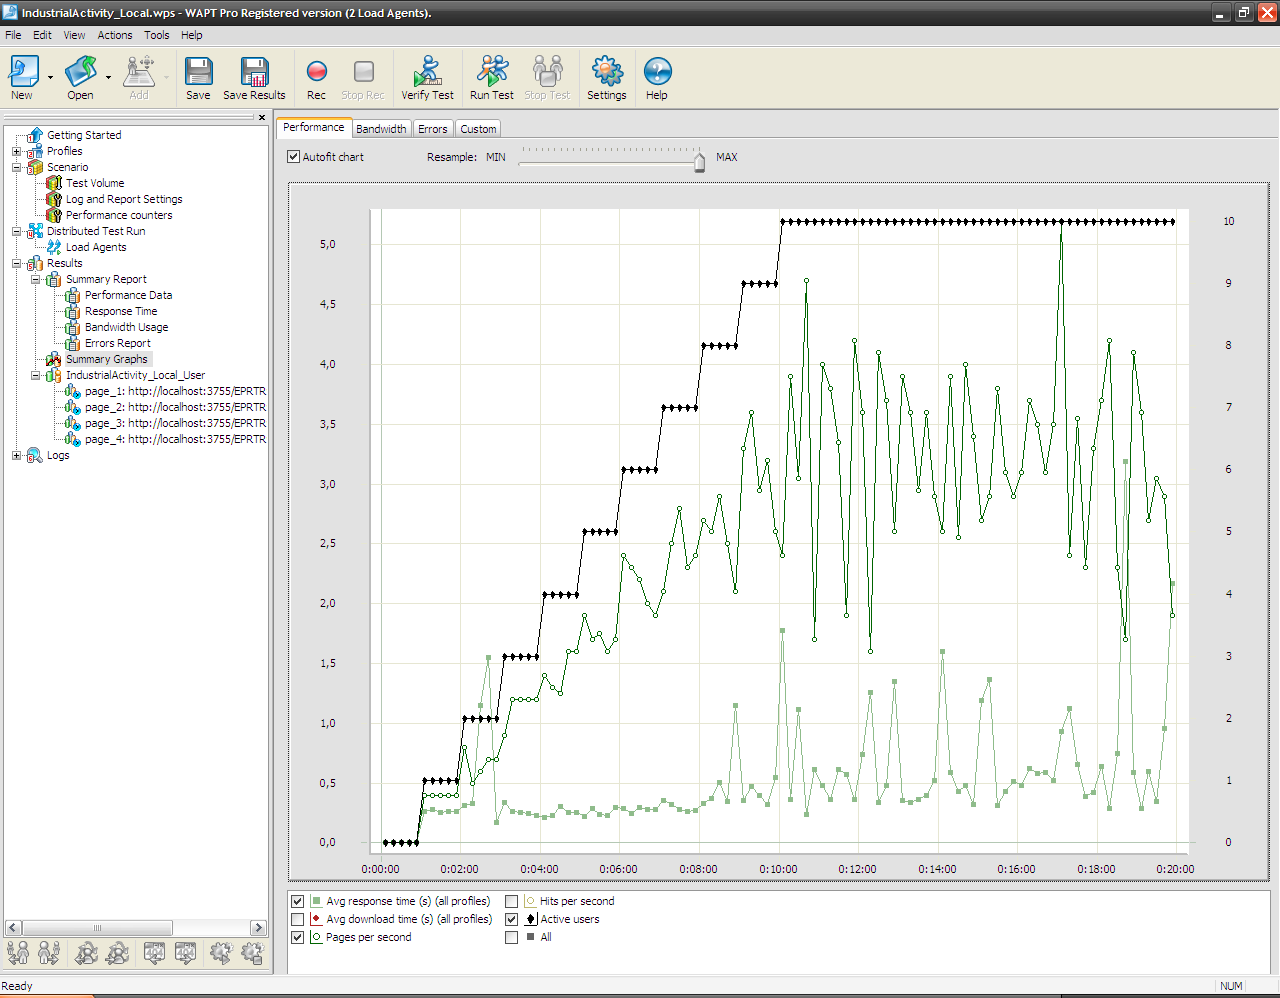 IndustrialActivity_Local.wps - WAPT Pro Registered version (2 Load Agents).
File Edit View Actions Tools Help
New Open Add Save Save Results Rec Stop Rec Verify Test Run Test Stop Test Settings Help
Getting Started
Profiles
Scenario
Test Volume
Log and Report Settings
Performance counters
Distributed Test Run
Load Agents
Results
Summary Report
Performance Data
Response Time
Bandwidth Usage
Errors Report
Summary Graphs
IndustrialActivity_Local_User
page_1: http://localhost:3755/EPRTR
page_2: http://localhost:3755/EPRTR
page_3: http://localhost:3755/EPRTR
page_4: http://localhost:3755/EPRTR
Logs
Performance Bandwidth Errors Custom
Autofit chart Resample: MIN MAX
5,0
4,5
4,0
3,5
3,0
2,5
2,0
1,5
1,0
0,5
0,0
10
9
8
7
6
5
4
3
2
1
0
0:00:00 0:02:00 0:04:00 0:06:00 0:08:00 0:10:00 0:12:00 0:14:00 0:16:00 0:18:00 0:20:00
Avg response time (s) (all profiles) Hits per second
Avg download time (s) (all profiles) Active users
Pages per second All
Ready NUM